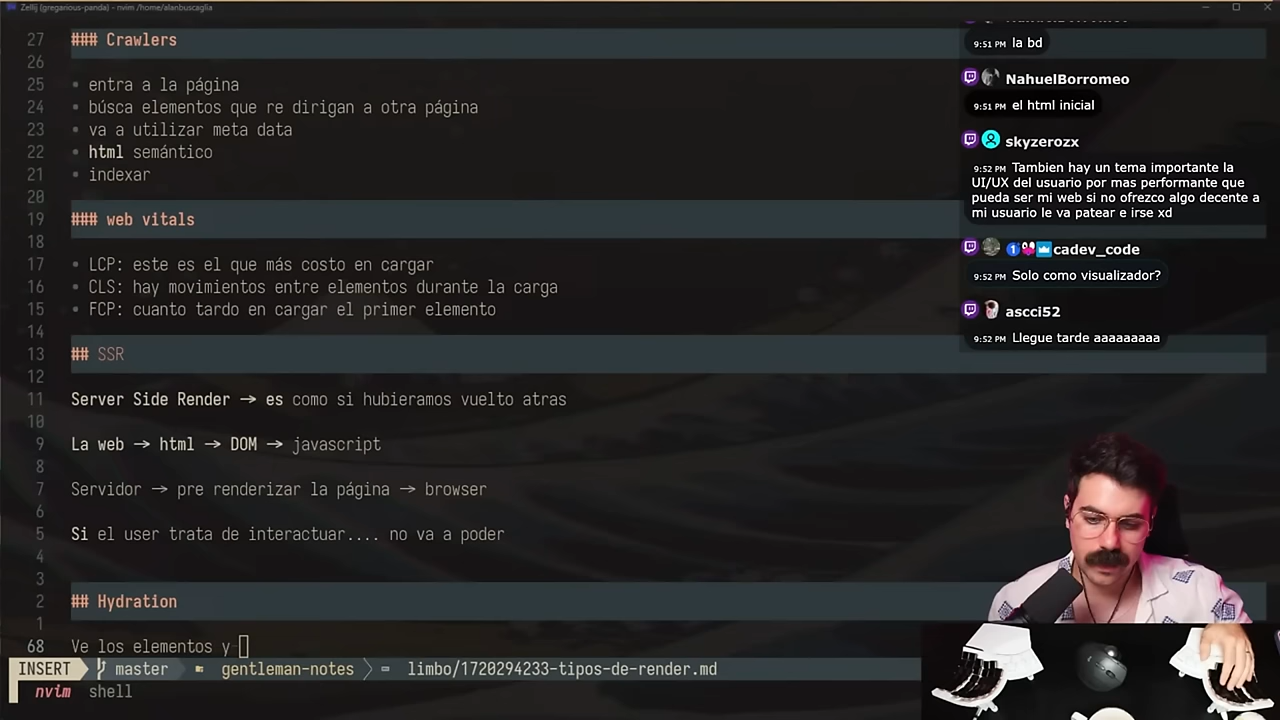 Zellij (gregarious-panda) - nvim /home/alanbuscaglia
27 ### Crawlers
26
25 • entra a la página
24 • búsca elementos que re dirigan a otra página
23 • va a utilizar meta data
22 • html semántico
21 • indexar
20
19 ### web vitals
18
17 • LCP: este es el que más costo en cargar
16 • CLS: hay movimientos entre elementos durante la carga
15 • FCP: cuanto tardo en cargar el primer elemento
14
13 ## SSR
12
11 Server Side Render → es como si hubieramos vuelto atras
10
9 La web → html → DOM → javascript
8
7 Servidor → pre renderizar la página → browser
6
5 Si el user trata de interactuar.... no va a poder
4
3
2 ## Hydration
1
68 Ve los elementos y
INSERT master gentleman-notes limbo/1720294233-tipos-de-render.md
nvim shell
9:51 PM la bd
NahuelBorromeo
9:51 PM el html inicial
skyzerozx
9:52 PM Tambien hay un tema importante la
UI/UX del usuario por mas performante que
pueda ser mi web si no ofrezco algo decente a
mi usuario le va patear e irse xd
1 cadev_code
9:52 PM Solo como visualizador?
ascci52
9:52 PM Llegue tarde aaaaaaaaa